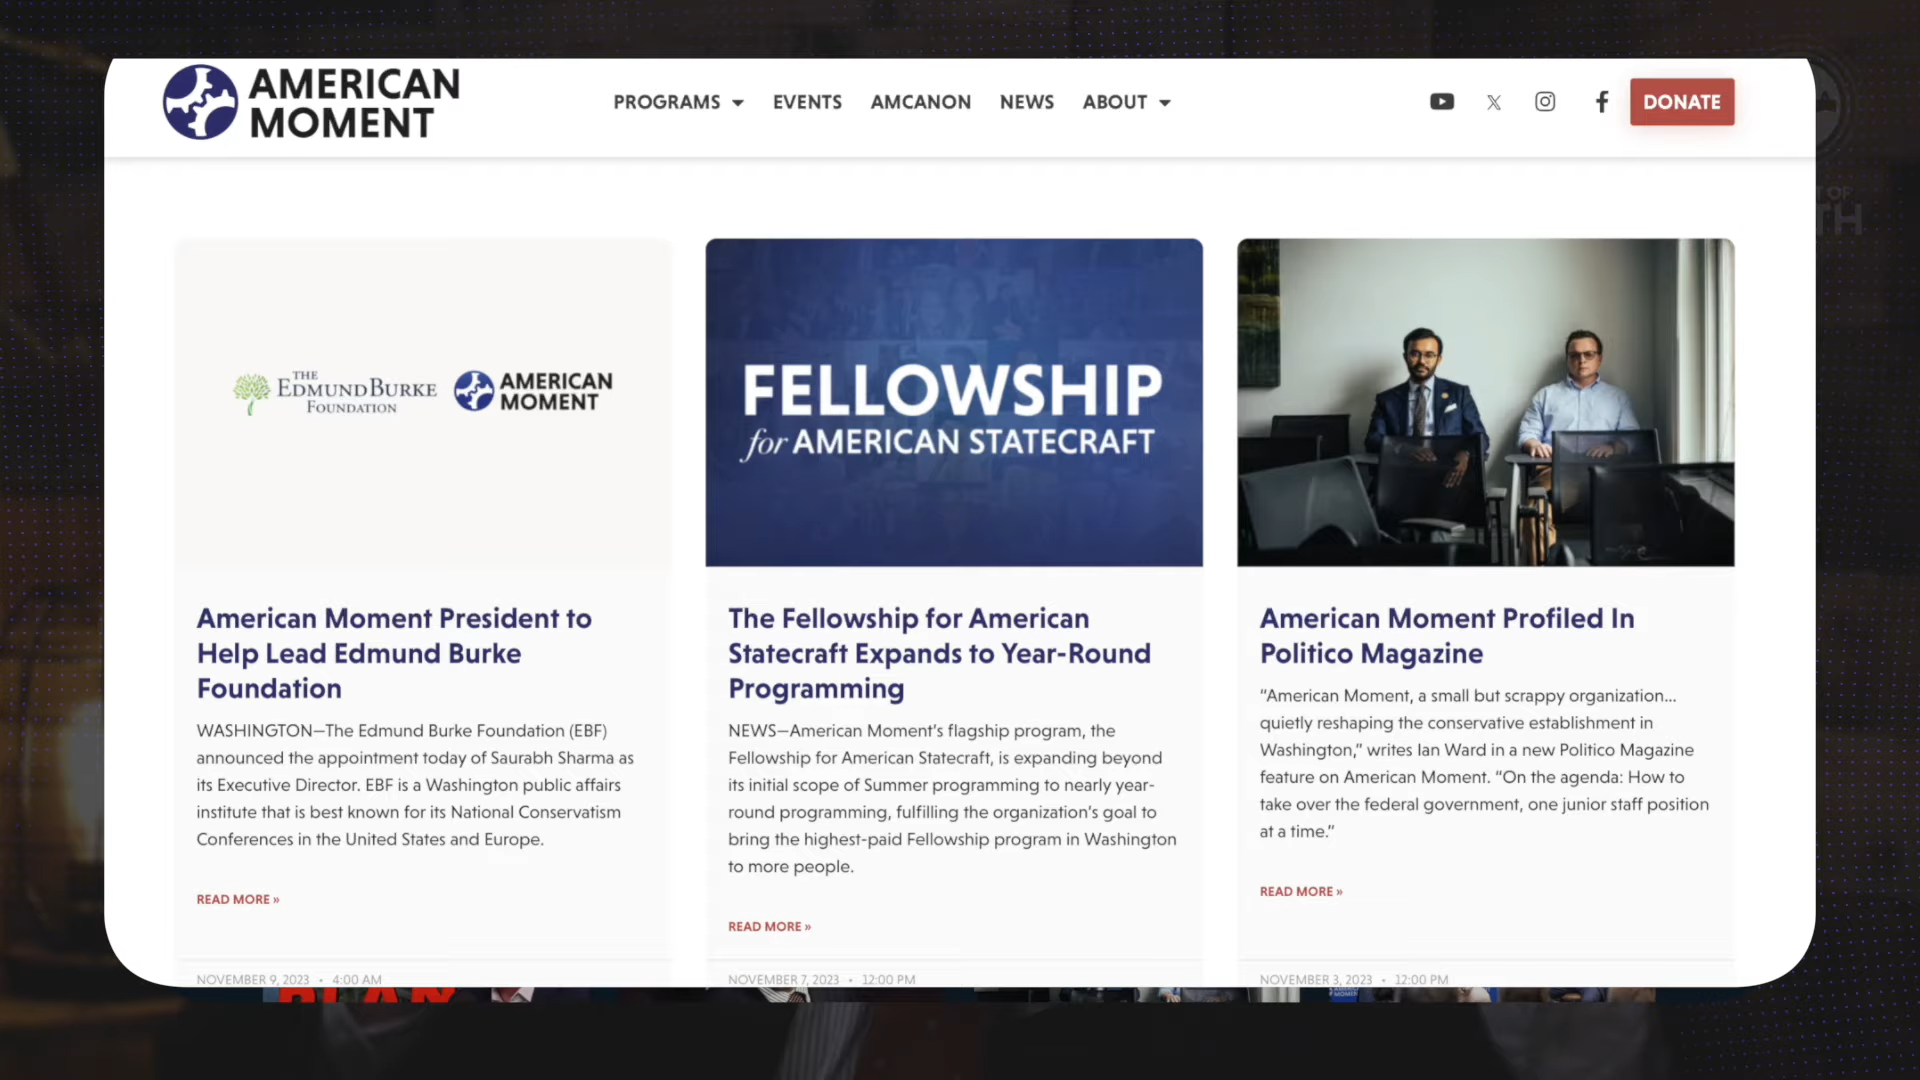 AMERICAN
MOMENT
PROGRAMS
EVENTS
AMCANON
NEWS
ABOUT
X
DONATE
THE
EDMUND BURKE
FOUNDATION
AMERICAN
MOMENT
FELLOWSHIP
for AMERICAN STATECRAFT
American Moment President to
Help Lead Edmund Burke
Foundation
WASHINGTON—The Edmund Burke Foundation (EBF)
announced the appointment today of Saurabh Sharma as
its Executive Director. EBF is a Washington public affairs
institute that is best known for its National Conservatism
Conferences in the United States and Europe.
READ MORE »
NOVEMBER 9, 2023 • 4:00 AM
The Fellowship for American
Statecraft Expands to Year-Round
Programming
NEWS—American Moment’s flagship program, the
Fellowship for American Statecraft, is expanding beyond
its initial scope of Summer programming to nearly year-
round programming, fulfilling the organization’s goal to
bring the highest-paid Fellowship program in Washington
to more people.
READ MORE »
NOVEMBER 7, 2023 • 12:00 PM
American Moment Profiled In
Politico Magazine
“American Moment, a small but scrappy organization...
quietly reshaping the conservative establishment in
Washington,” writes Ian Ward in a new Politico Magazine
feature on American Moment. “On the agenda: How to
take over the federal government, one junior staff position
at a time.”
READ MORE »
NOVEMBER 3, 2023 • 12:00 PM